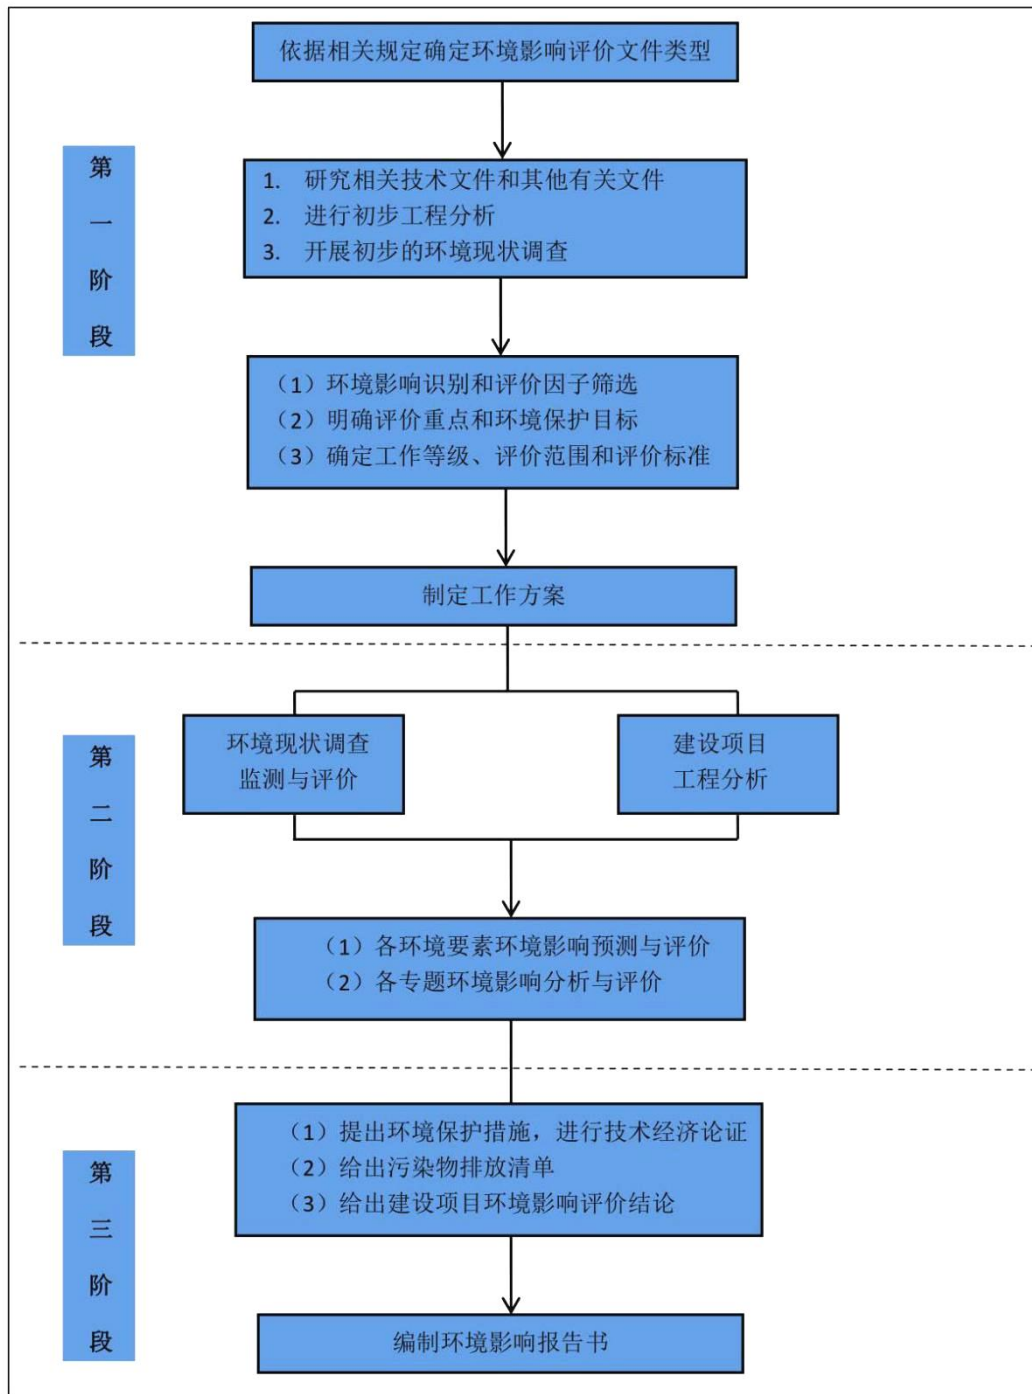 依据相关规定确定环境影响评价文件类型
第一阶段
1. 研究相关技术文件和其他有关文件
2. 进行初步工程分析
3. 开展初步的环境现状调查
（1）环境影响识别和评价因子筛选
（2）明确评价重点和环境保护目标
（3）确定工作等级、评价范围和评价标准
制定工作方案
第二阶段
环境现状调查
监测与评价
建设项目
工程分析
（1）各环境要素环境影响预测与评价
（2）各专题环境影响分析与评价
第三阶段
（1）提出环境保护措施，进行技术经济论证
（2）给出污染物排放清单
（3）给出建设项目环境影响评价结论
编制环境影响报告书